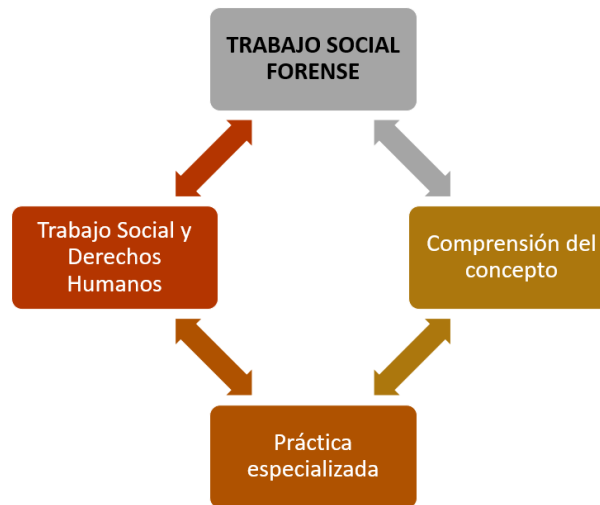 TRABAJO SOCIAL
FORENSE
Trabajo Social y
Derechos
Humanos
Comprensión del
concepto
Práctica
especializada